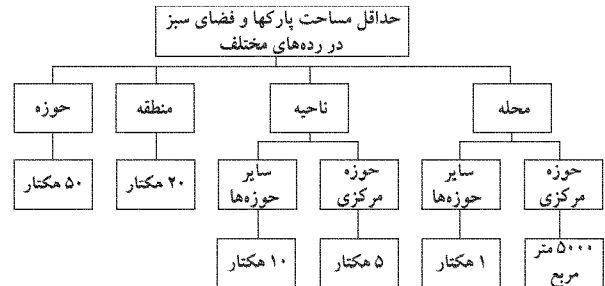 حداقل مساحت پارکها و فضای سبز
در رده‌های مختلف
محله
ناحیه
منطقه
حوزه
حوزه
مرکزی
سایر
حوزه‌ها
حوزه
مرکزی
سایر
حوزه‌ها
۲۰ هکتار
۵۰ هکتار
۵۰۰۰ متر
مربع
۱ هکتار
۵ هکتار
۱۰ هکتار